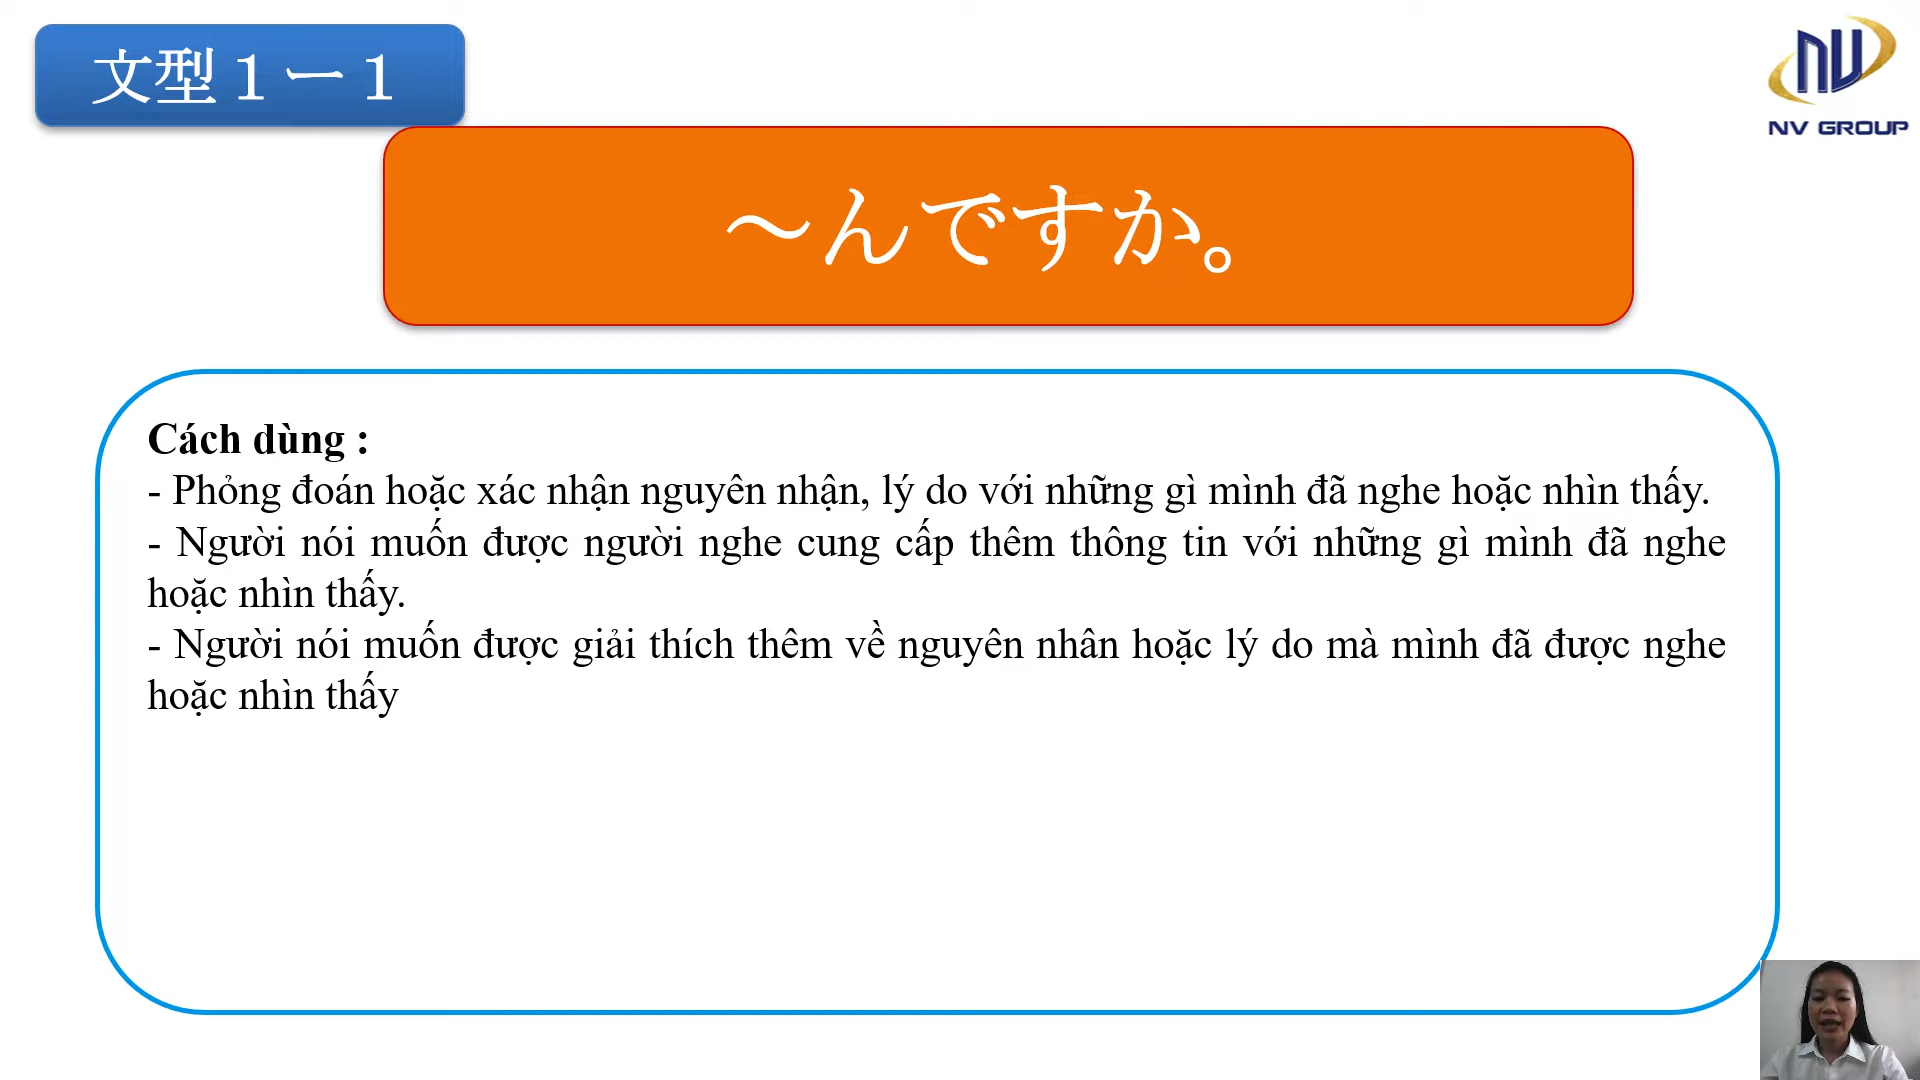 文型１ー１
NV GROUP
～んですか。
Cách dùng :
- Phỏng đoán hoặc xác nhận nguyên nhận, lý do với những gì mình đã nghe hoặc nhìn thấy.
- Người nói muốn được người nghe cung cấp thêm thông tin với những gì mình đã nghe
hoặc nhìn thấy.
- Người nói muốn được giải thích thêm về nguyên nhân hoặc lý do mà mình đã được nghe
hoặc nhìn thấy